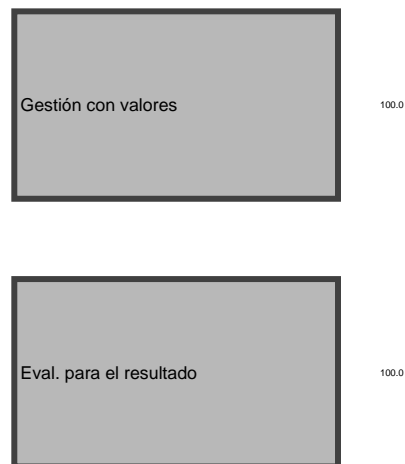 Gestión con valores
100.0
Eval. para el resultado
100.0